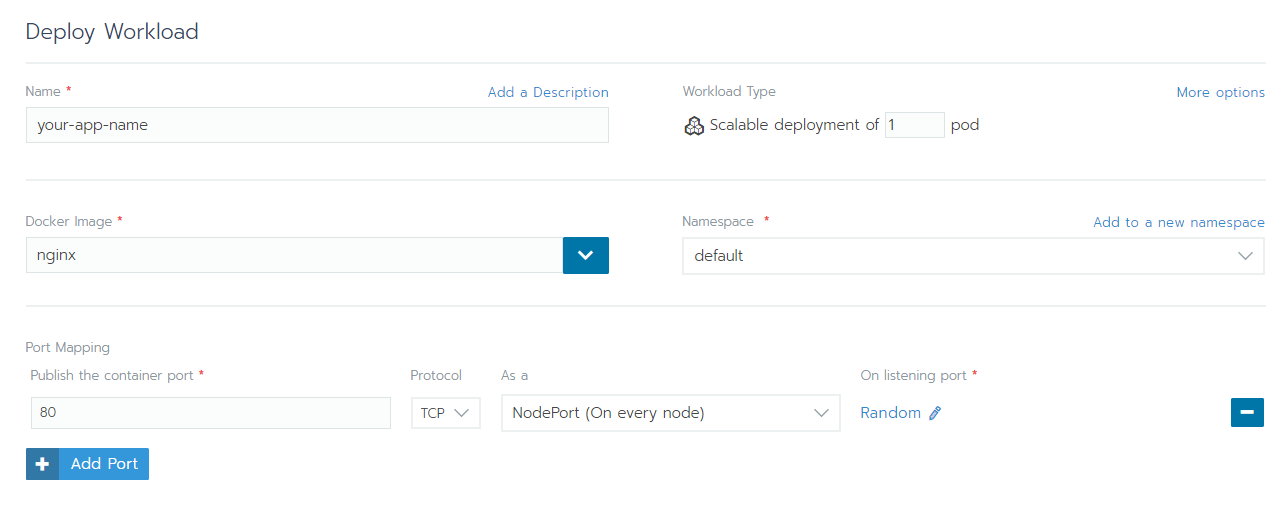 Deploy Workload
Name * Add a Description
your-app-name
Workload Type More options
Scalable deployment of 1 pod
Docker Image *
nginx
Namespace * Add to a new namespace
default
Port Mapping
Publish the container port * Protocol As a On listening port *
80 TCP NodePort (On every node) Random
Add Port